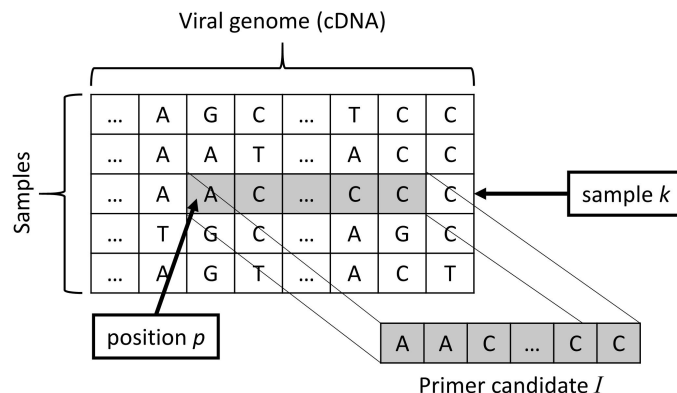 Viral genome (cDNA)
Samples
... A G C ... T C C
... A A T ... A C C
... A A C ... C C C
... T G C ... A G C
... A G T ... A C T
sample k
position p
A A C ... C C
Primer candidate I